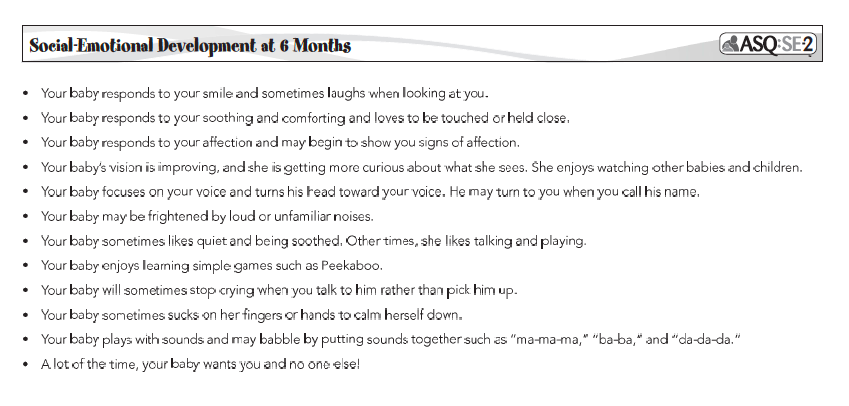 Social-Emotional Development at 6 Months
ASQ:SE2
• Your baby responds to your smile and sometimes laughs when looking at you.
• Your baby responds to your soothing and comforting and loves to be touched or held close.
• Your baby responds to your affection and may begin to show you signs of affection.
• Your baby's vision is improving, and she is getting more curious about what she sees. She enjoys watching other babies and children.
• Your baby focuses on your voice and turns his head toward your voice. He may turn to you when you call his name.
• Your baby may be frightened by loud or unfamiliar noises.
• Your baby sometimes likes quiet and being soothed. Other times, she likes talking and playing.
• Your baby enjoys learning simple games such as Peekaboo.
• Your baby will sometimes stop crying when you talk to him rather than pick him up.
• Your baby sometimes sucks on her fingers or hands to calm herself down.
• Your baby plays with sounds and may babble by putting sounds together such as "ma-ma-ma," "ba-ba," and "da-da-da."
• A lot of the time, your baby wants you and no one else!